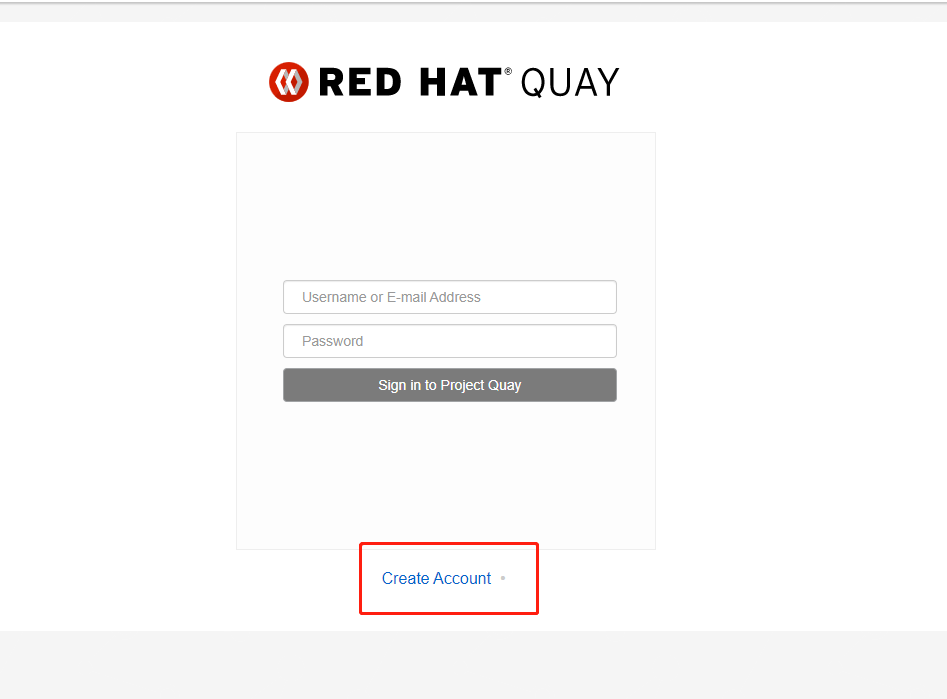 RED HAT® QUAY
Username or E-mail Address
Password
Sign in to Project Quay
Create Account